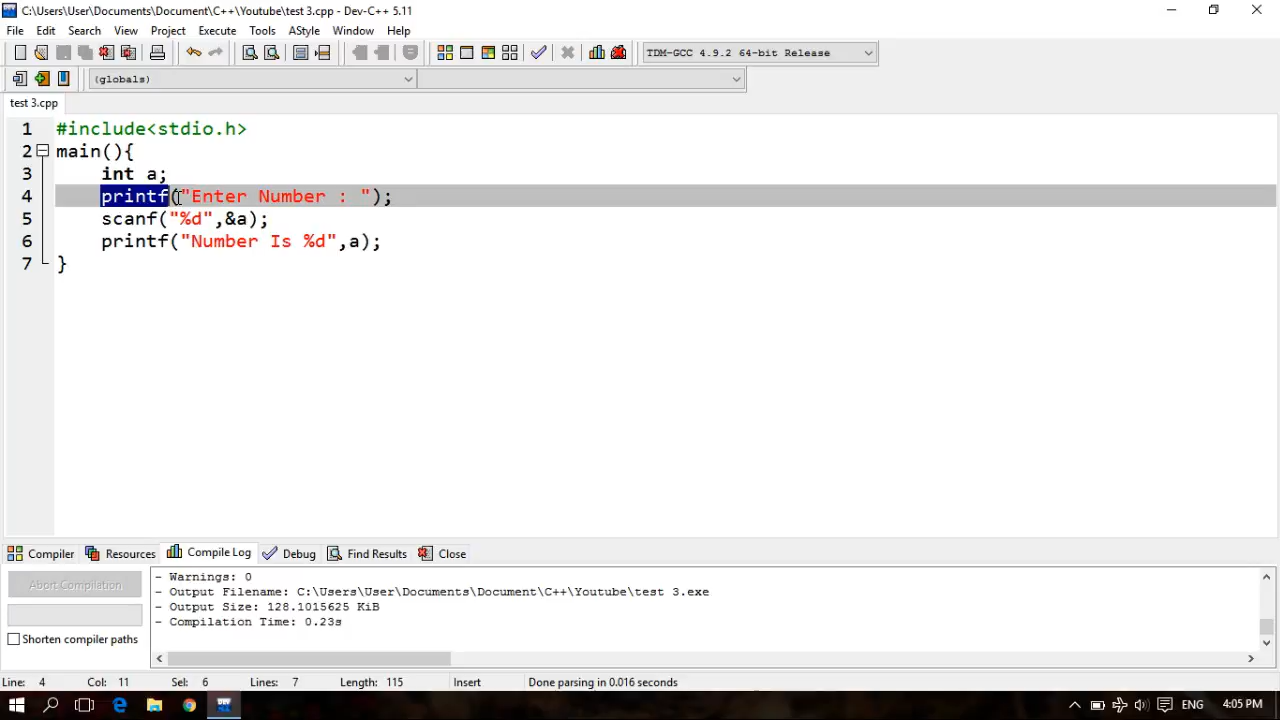 C:\Users\User\Documents\Document\C++\Youtube\test 3.cpp - Dev-C++ 5.11
File Edit Search View Project Execute Tools AStyle Window Help
TDM-GCC 4.9.2 64-bit Release
(globals)
test 3.cpp
1 #include<stdio.h>
2 main(){
3 int a;
4 printf("Enter Number : ");
5 scanf("%d",&a);
6 printf("Number Is %d",a);
7 }
Compiler Resources Compile Log Debug Find Results Close
Abort Compilation
Shorten compiler paths
- Warnings: 0
- Output Filename: C:\Users\User\Documents\Document\C++\Youtube\test 3.exe
- Output Size: 128.1015625 KiB
- Compilation Time: 0.23s
Line: 4 Col: 11 Sel: 6 Lines: 7 Length: 115 Insert Done parsing in 0.016 seconds
DEV
ENG 4:05 PM